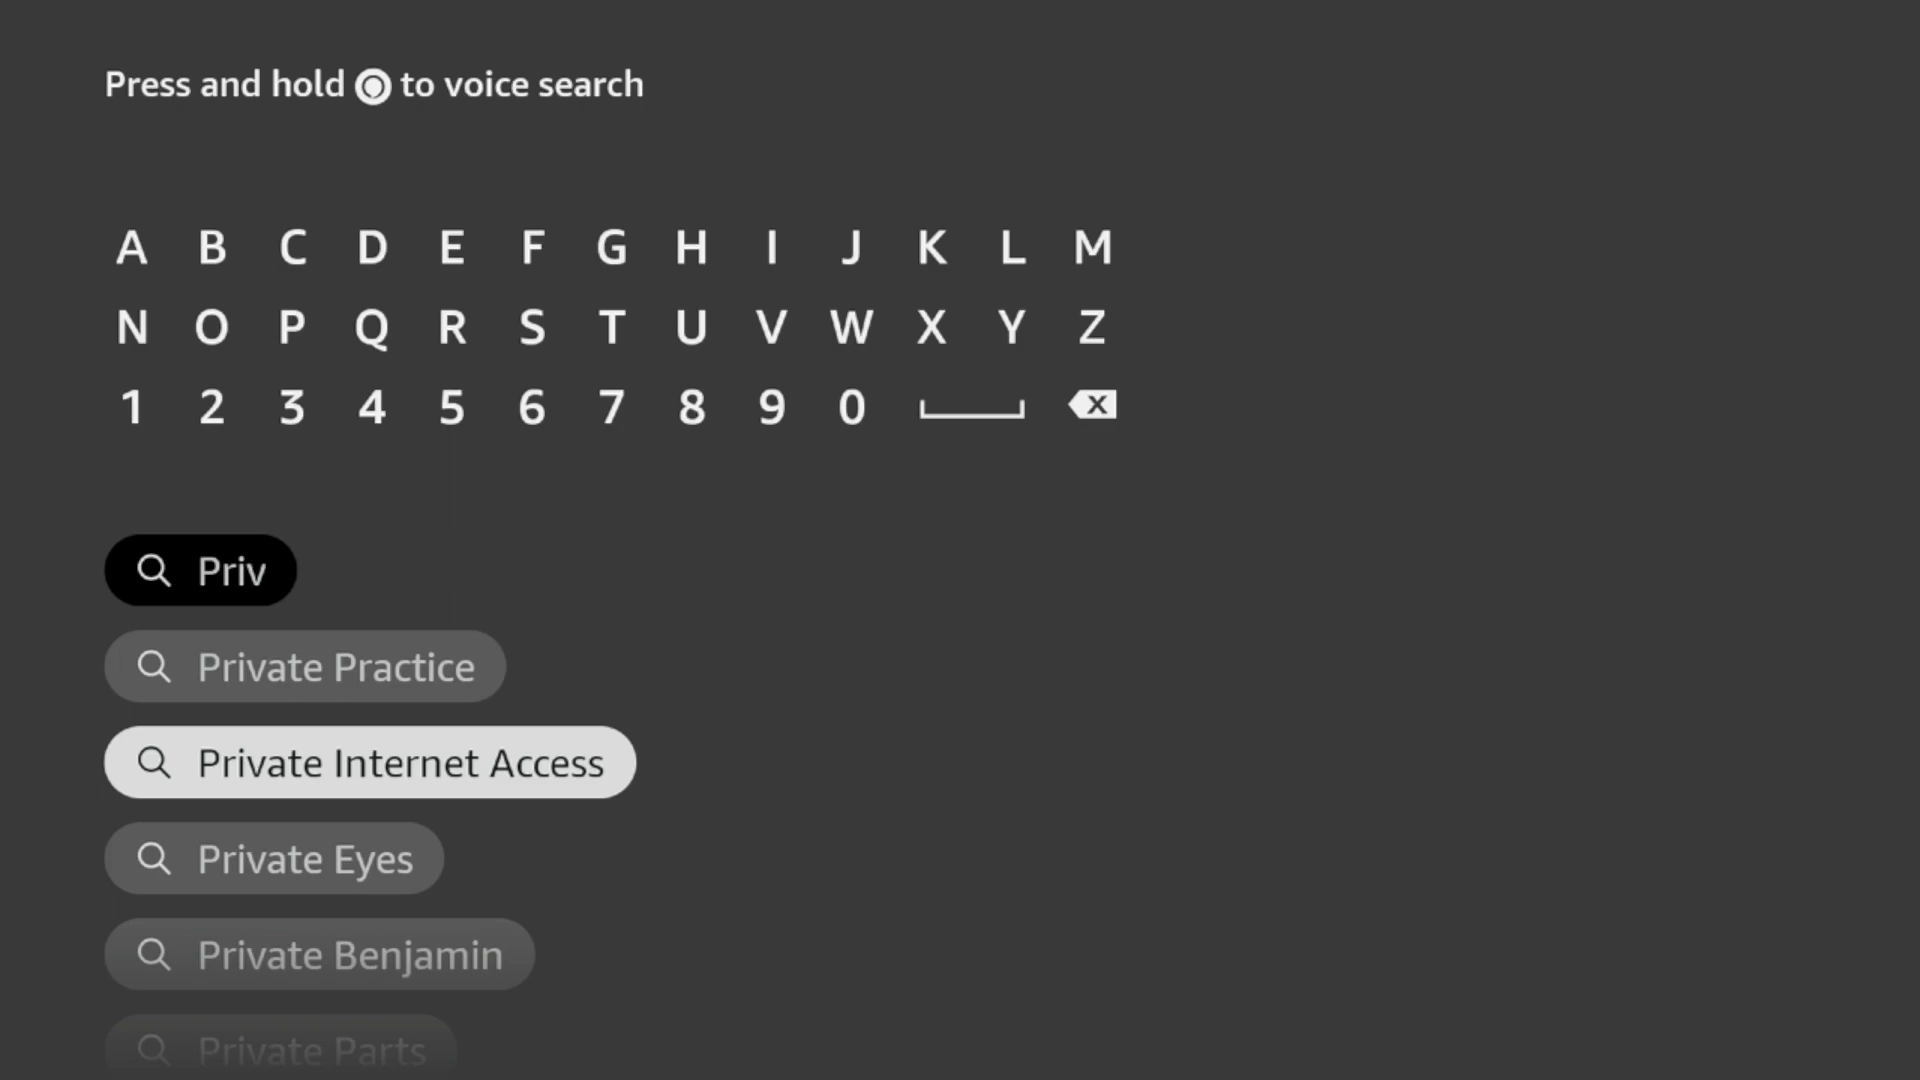 Press and hold to voice search
A B C D E F G H I J K L M
N O P Q R S T U V W X Y Z
1 2 3 4 5 6 7 8 9 0
Priv
Private Practice
Private Internet Access
Private Eyes
Private Benjamin
Private Parts